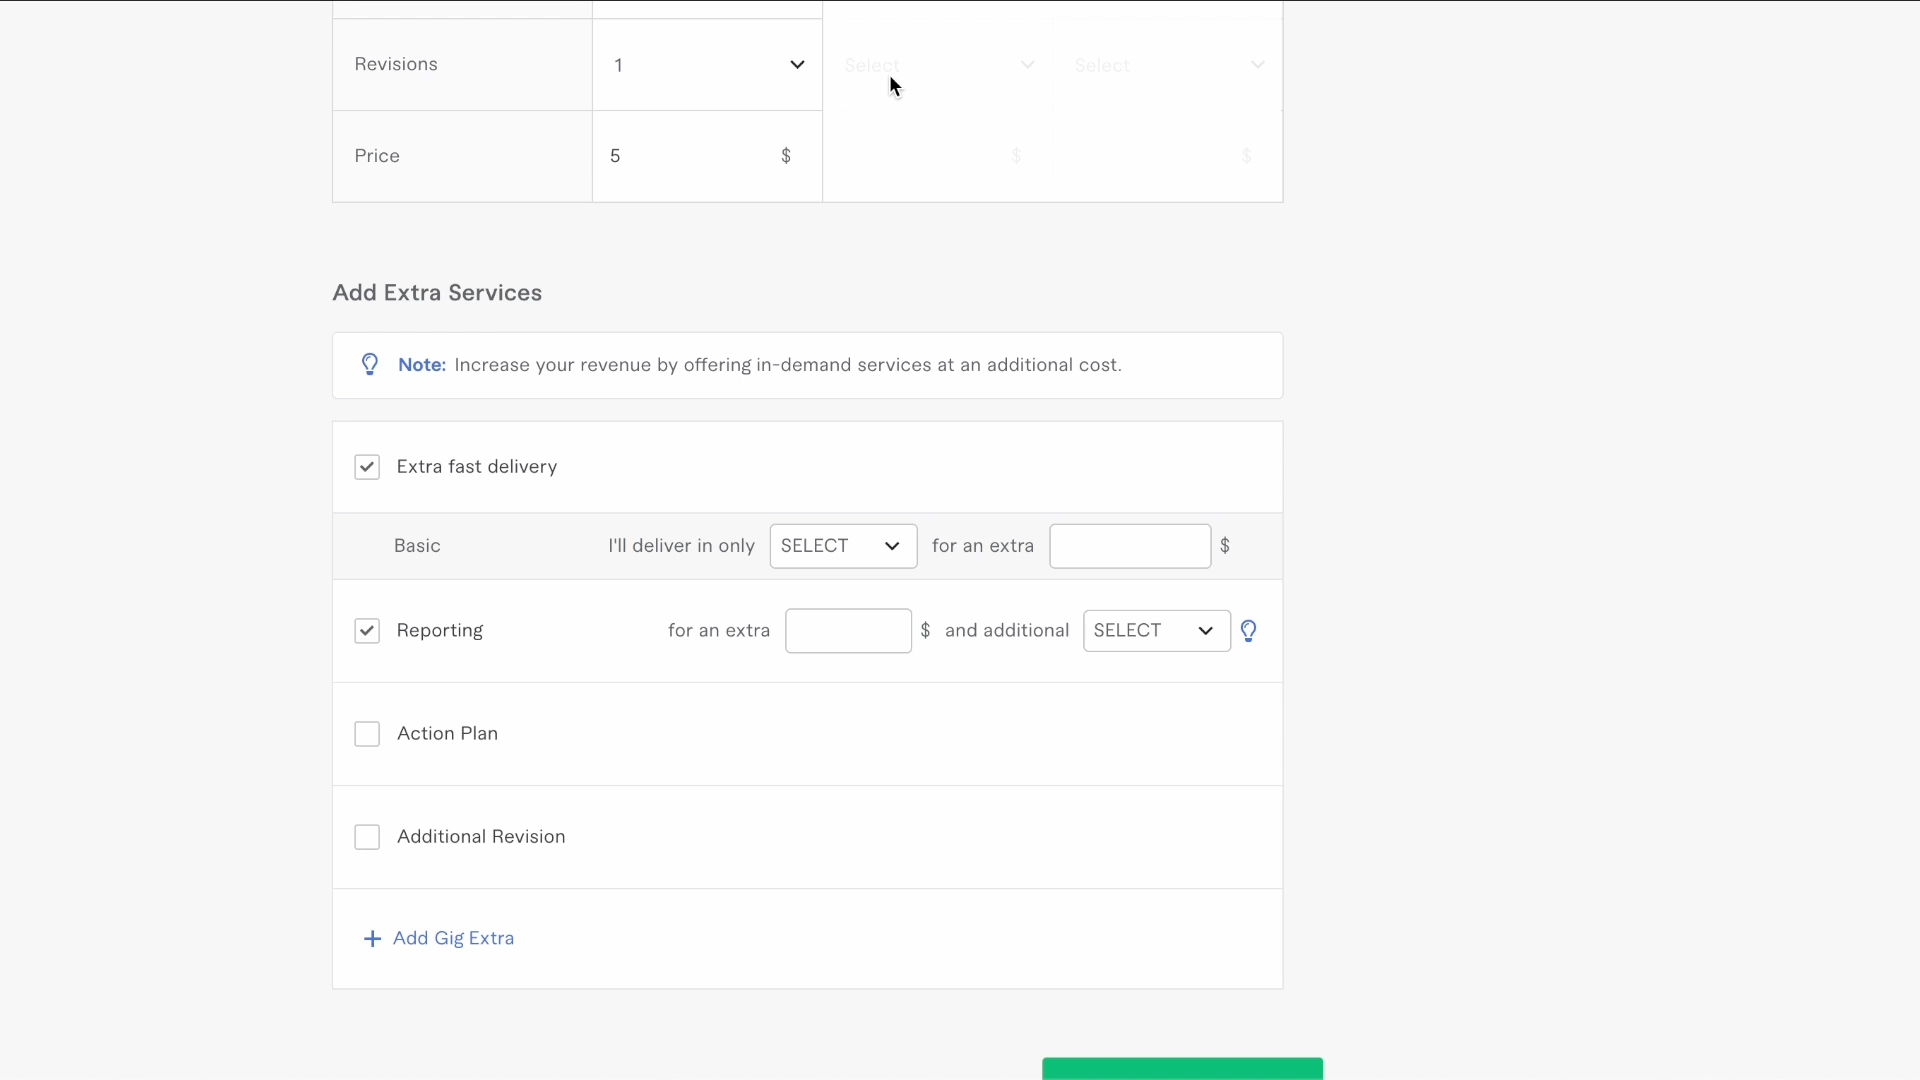 Revisions 1 Select Select
Price 5 $ $ $
Add Extra Services
Note: Increase your revenue by offering in-demand services at an additional cost.
Extra fast delivery
Basic I'll deliver in only SELECT for an extra $
Reporting for an extra $ and additional SELECT
Action Plan
Additional Revision
+ Add Gig Extra